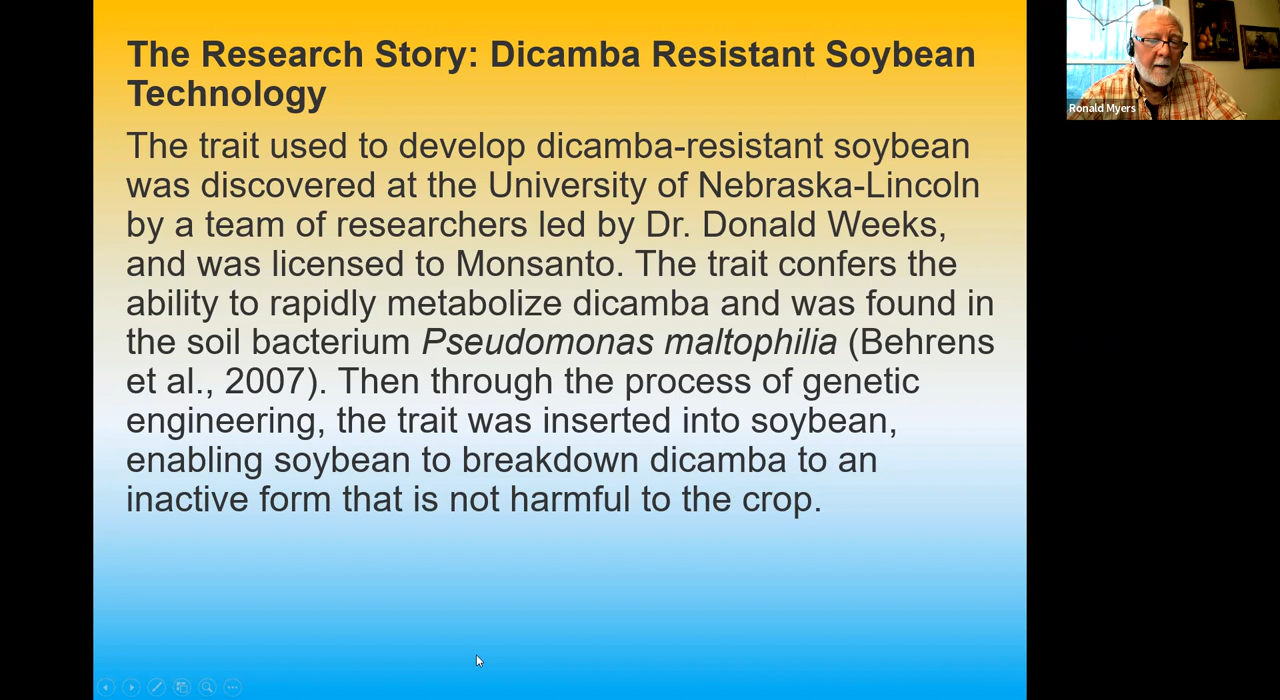 The Research Story: Dicamba Resistant Soybean
Technology
The trait used to develop dicamba-resistant soybean
was discovered at the University of Nebraska-Lincoln
by a team of researchers led by Dr. Donald Weeks,
and was licensed to Monsanto. The trait confers the
ability to rapidly metabolize dicamba and was found in
the soil bacterium Pseudomonas maltophilia (Behrens
et al., 2007). Then through the process of genetic
engineering, the trait was inserted into soybean,
enabling soybean to breakdown dicamba to an
inactive form that is not harmful to the crop.
Ronald Myers